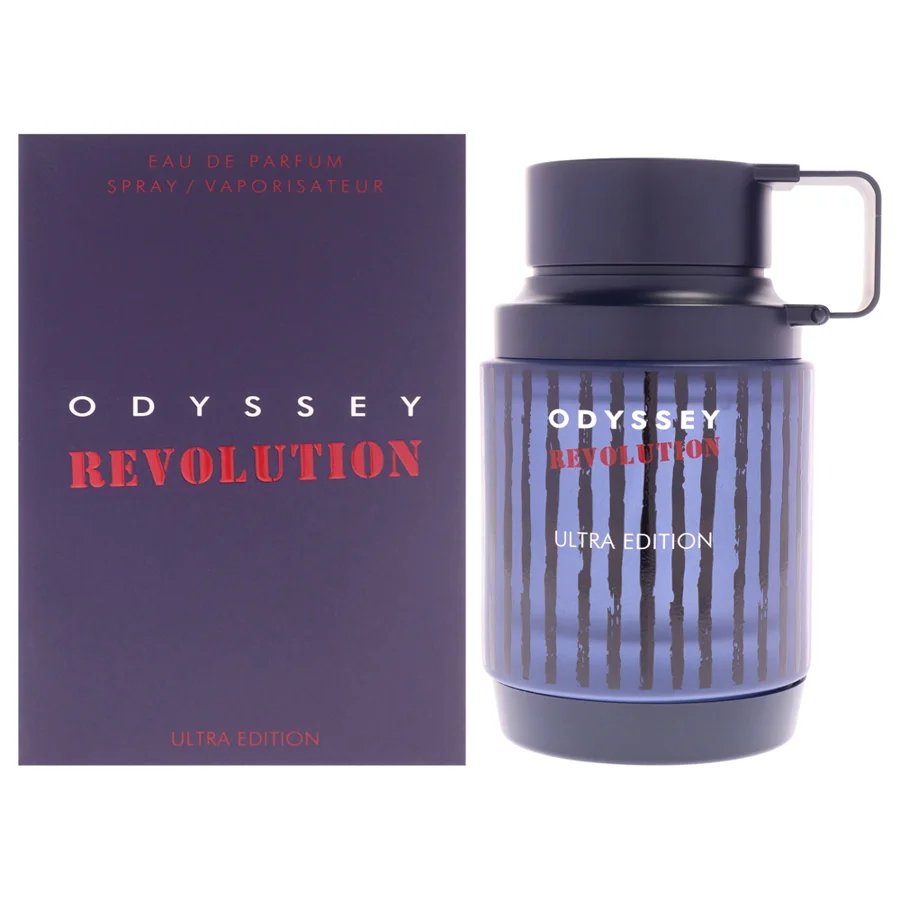 EAU DE PARFUM
SPRAY / VAPORISATEUR
ODYSSEY
REVOLUTION
ULTRA EDITION
ODYSSEY
REVOLUTION
ULTRA EDITION